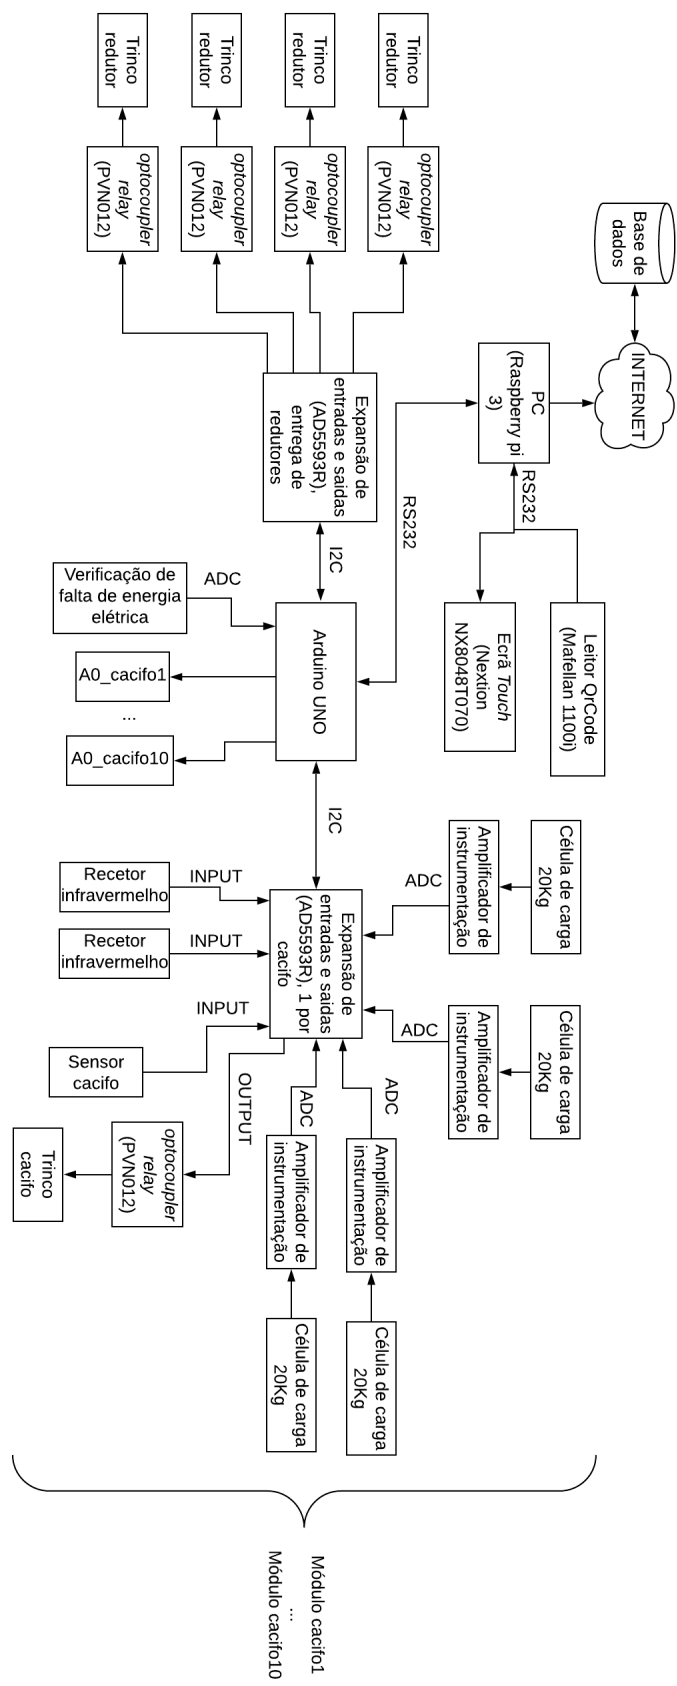 Trinco
redutor
Trinco
redutor
Trinco
redutor
Trinco
redutor
optocoupler
relay
(PVN012)
optocoupler
relay
(PVN012)
optocoupler
relay
(PVN012)
optocoupler
relay
(PVN012)
Base de
dados
INTERNET
PC
(Raspberry pi
3)
Expansão de
entradas e saidas
(AD5593R),
entrega de
redutores
RS232
RS232
I2C
Verificação de
falta de energia
elétrica
ADC
Arduino UNO
Ecrã Touch
(Nextion
NX8048T070)
Leitor QrCode
(Mafellan 1100i)
A0_cacifo1
...
A0_cacifo10
I2C
Célula de carga
20Kg
Amplificador de
instrumentação
ADC
Recetor
infravermelho
INPUT
Recetor
infravermelho
INPUT
Expansão de
entradas e saidas
(AD5593R), 1 por
cacifo
Célula de carga
20Kg
Amplificador de
instrumentação
ADC
INPUT
Sensor
cacifo
OUTPUT
ADC
ADC
Trinco
cacifo
optocoupler
relay
(PVN012)
Amplificador de
instrumentação
Amplificador de
instrumentação
Célula de carga
20Kg
Célula de carga
20Kg
Módulo cacifo1
...
Módulo cacifo10